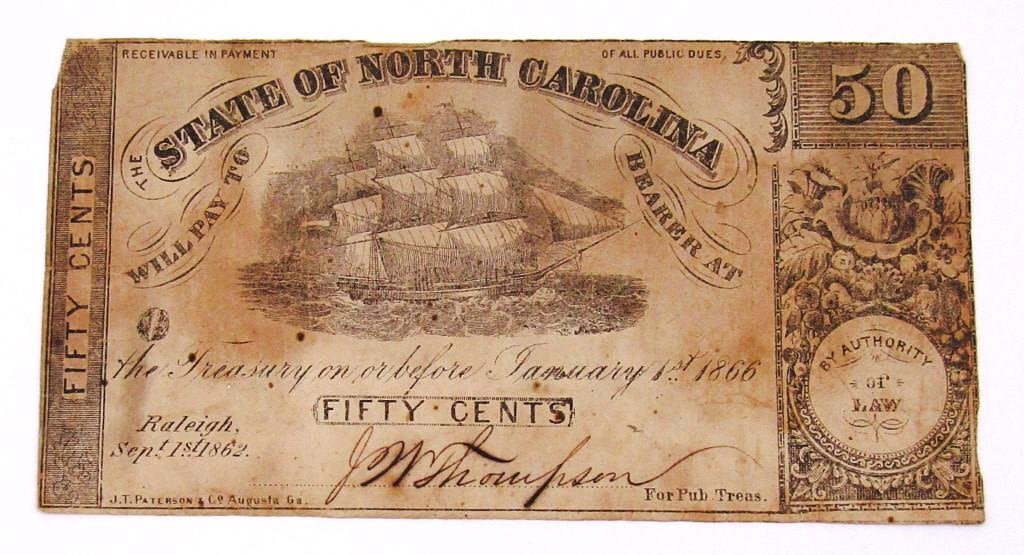 RECEIVABLE IN PAYMENT OF ALL PUBLIC DUES,
50
THE STATE OF NORTH CAROLINA
WILL PAY TO BEARER AT
FIFTY CENTS
the Treasury on or before January 1st 1866
FIFTY CENTS
Raleigh,
Sept. 1st 1862.
J W Thompson
For Pub. Treas.
J.T. PATERSON & Co Augusta Ga.
BY AUTHORITY
OF
LAW